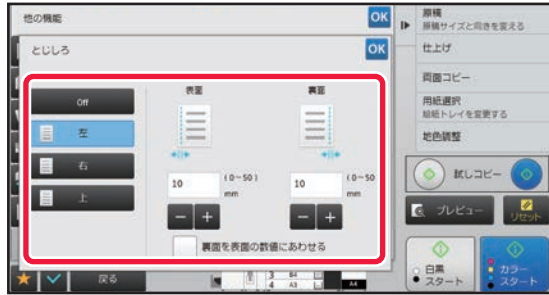 他の機能
OK
とじしろ
OK
Off
左
右
上
表面
裏面
10
(0~50)
mm
10
(0~50
mm
裏面を表面の数値にあわせる
戻る
3 B4
4 A3
A4
原稿
原稿サイズと向きを変える
仕上げ
両面コピー
用紙選択
給紙トレイを変更する
地色調整
試しコピー
プレビュー
リセット
白黒
スタート
カラー
スタート